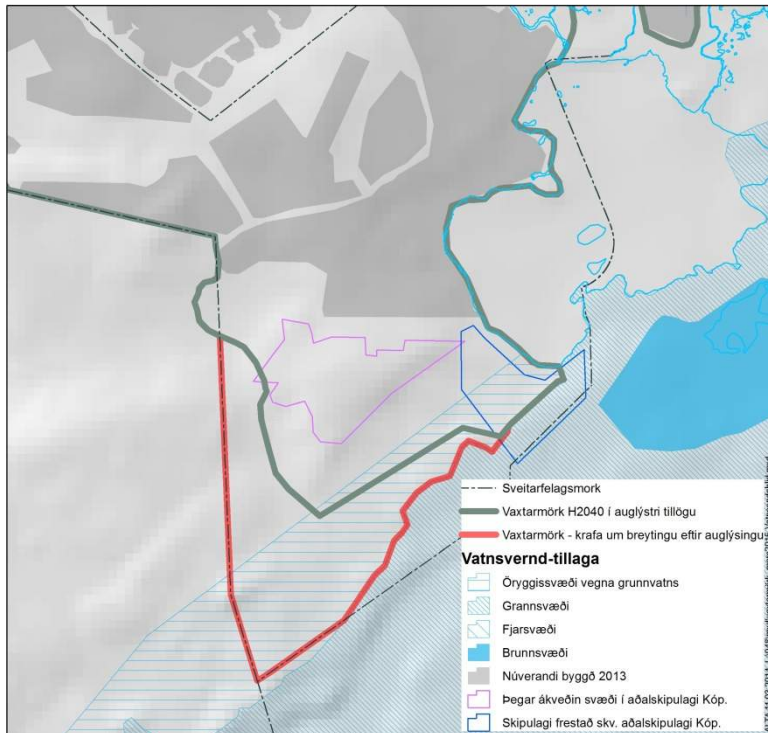 Sveitarfelagsmork
Vaxtarmörk H2040 í auglýstri tillögu
Vaxtarmörk - krafa um breytingu eftir auglýsingu
Vatnsvernd-tillaga
Öryggissvæði vegna grunnvatns
Grannsvæði
Fjarsvæði
Brunnsvæði
Núverandi byggð 2013
Þegar ákveðin svæði í aðalskipulagi Kóp.
Skipulagi frestað skv. aðalskipulagi Kóp.